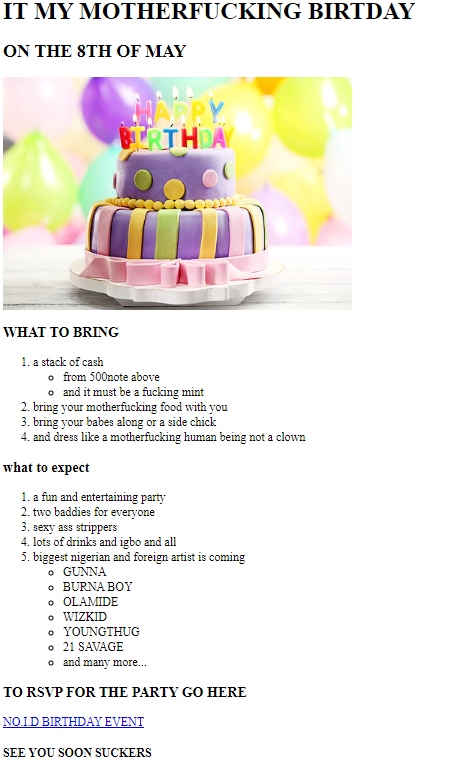 IT MY MOTHERFUCKING BIRTDAY
ON THE 8TH OF MAY
HAPPY
BIRTHDAY
WHAT TO BRING
1. a stack of cash
from 500note above
and it must be a fucking mint
2. bring your motherfucking food with you
3. bring your babes along or a side chick
4. and dress like a motherfucking human being not a clown
what to expect
1. a fun and entertaining party
2. two baddies for everyone
3. sexy ass strippers
4. lots of drinks and igbo and all
5. biggest nigerian and foreign artist is coming
GUNNA
BURNA BOY
OLAMIDE
WIZKID
YOUNGTHUG
21 SAVAGE
and many more...
TO RSVP FOR THE PARTY GO HERE
NO.I.D BIRTHDAY EVENT
SEE YOU SOON SUCKERS